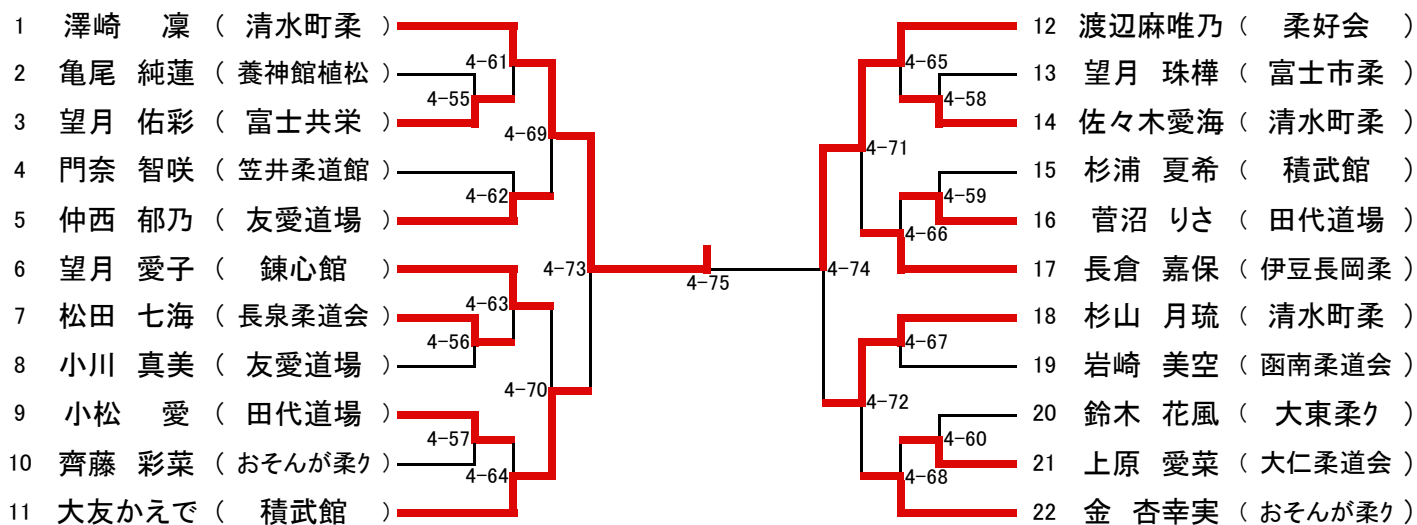 1 澤崎 凜 ( 清水町柔 )
2 亀尾 純蓮 ( 養神館植松 )
3 望月 佑彩 ( 富士共栄 )
4 門奈 智咲 ( 笠井柔道館 )
5 仲西 郁乃 ( 友愛道場 )
6 望月 愛子 ( 錬心館 )
7 松田 七海 ( 長泉柔道会 )
8 小川 真美 ( 友愛道場 )
9 小松 愛 ( 田代道場 )
10 齊藤 彩菜 ( おそんが柔ク )
11 大友かえで ( 積武館 )
4-61
4-55
4-69
4-62
4-73
4-63
4-56
4-70
4-57
4-64
4-75
4-65
4-58
4-71
4-59
4-66
4-74
4-67
4-72
4-60
4-68
12 渡辺麻唯乃 ( 柔好会 )
13 望月 珠樺 ( 富士市柔 )
14 佐々木愛海 ( 清水町柔 )
15 杉浦 夏希 ( 積武館 )
16 菅沼 りさ ( 田代道場 )
17 長倉 嘉保 ( 伊豆長岡柔 )
18 杉山 月琉 ( 清水町柔 )
19 岩崎 美空 ( 函南柔道会 )
20 鈴木 花風 ( 大東柔ク )
21 上原 愛菜 ( 大仁柔道会 )
22 金 杏幸実 ( おそんが柔ク )